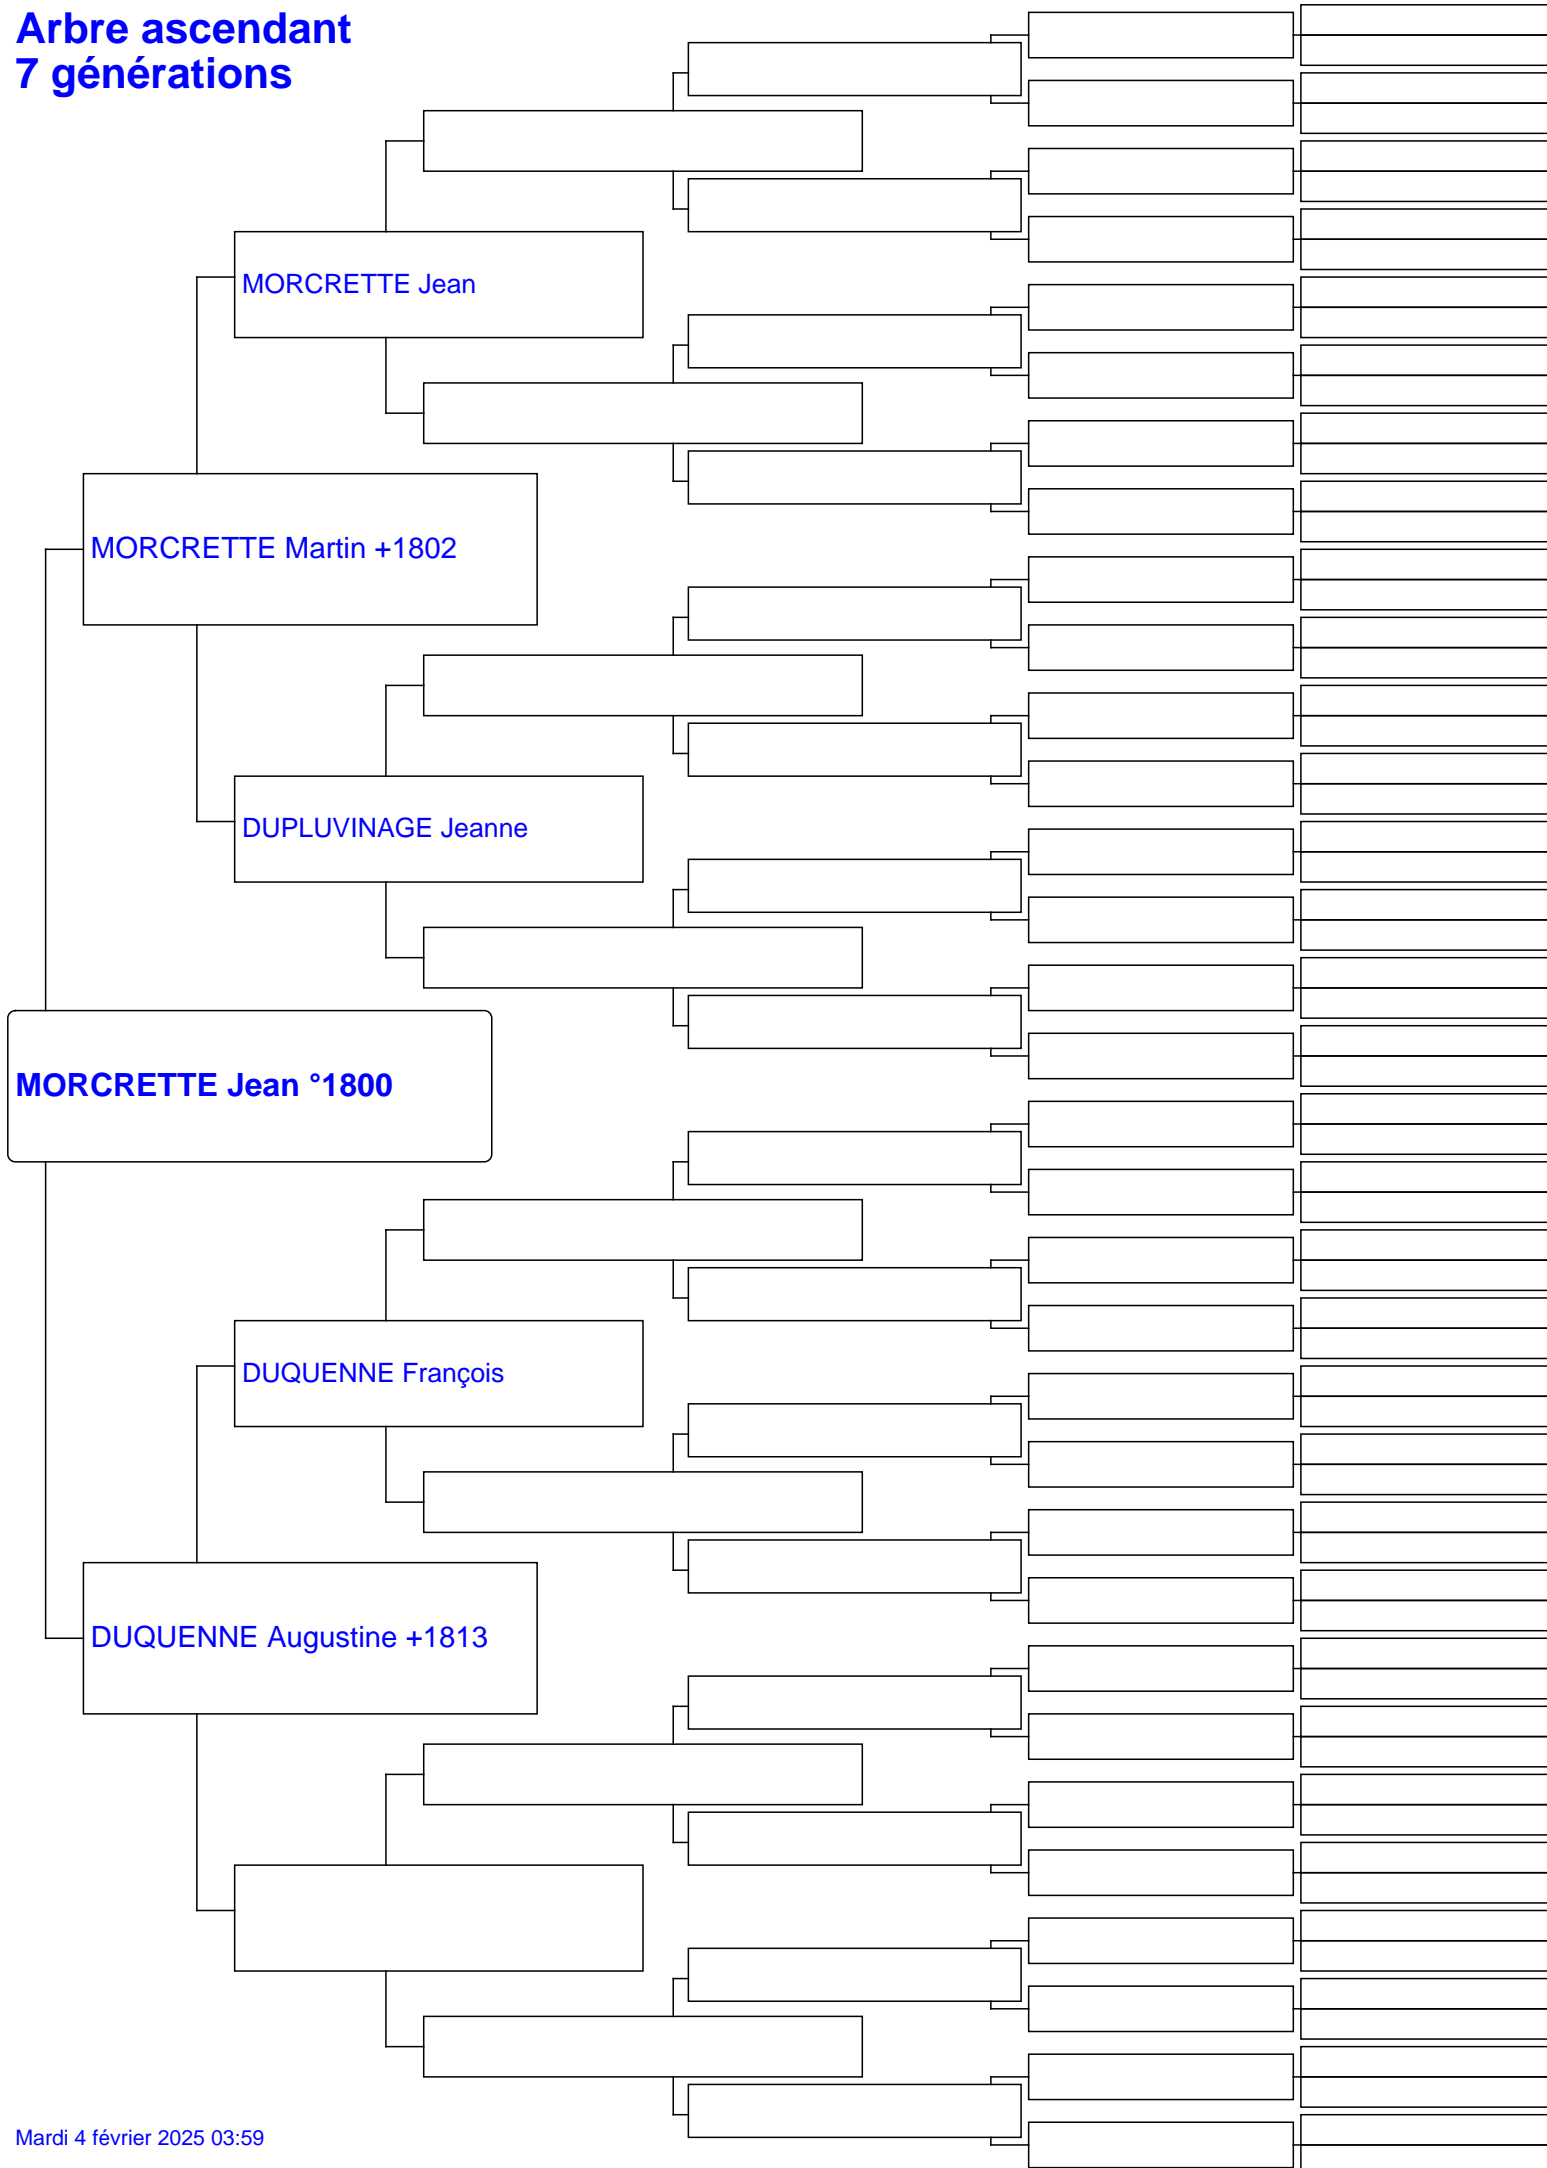 Arbre ascendant
7 générations
MORCRETTE Jean
MORCRETTE Martin +1802
DUPLUVINAGE Jeanne
MORCRETTE Jean °1800
DUQUENNE François
DUQUENNE Augustine +1813
Mardi 4 février 2025 03:59